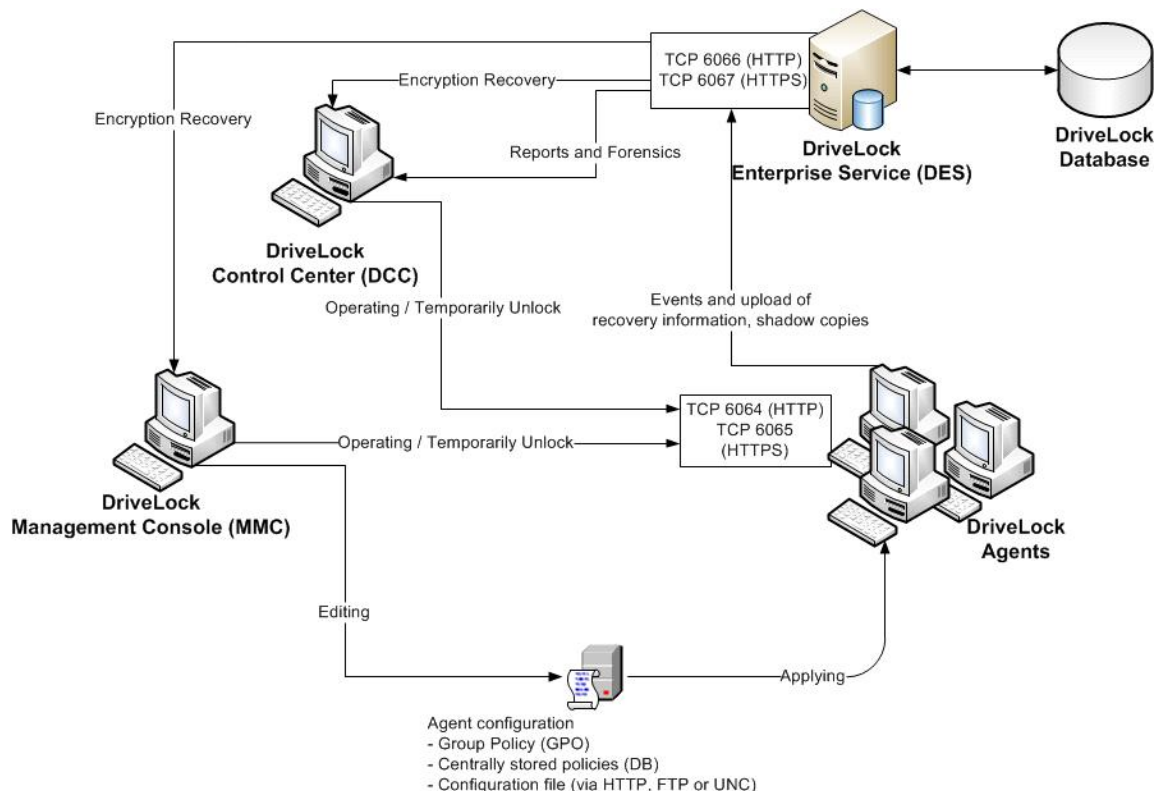 TCP 6066 (HTTP)
TCP 6067 (HTTPS)
Encryption Recovery
Encryption Recovery
Reports and Forensics
DriveLock
Enterprise Service (DES)
DriveLock
Database
DriveLock
Control Center (DCC)
Operating / Temporarily Unlock
Events and upload of
recovery information, shadow copies
TCP 6064 (HTTP)
TCP 6065
(HTTPS)
Operating / Temporarily Unlock
DriveLock
Management Console (MMC)
DriveLock
Agents
Editing
Applying
Agent configuration
- Group Policy (GPO)
- Centrally stored policies (DB)
- Configuration file (via HTTP, FTP or UNC)